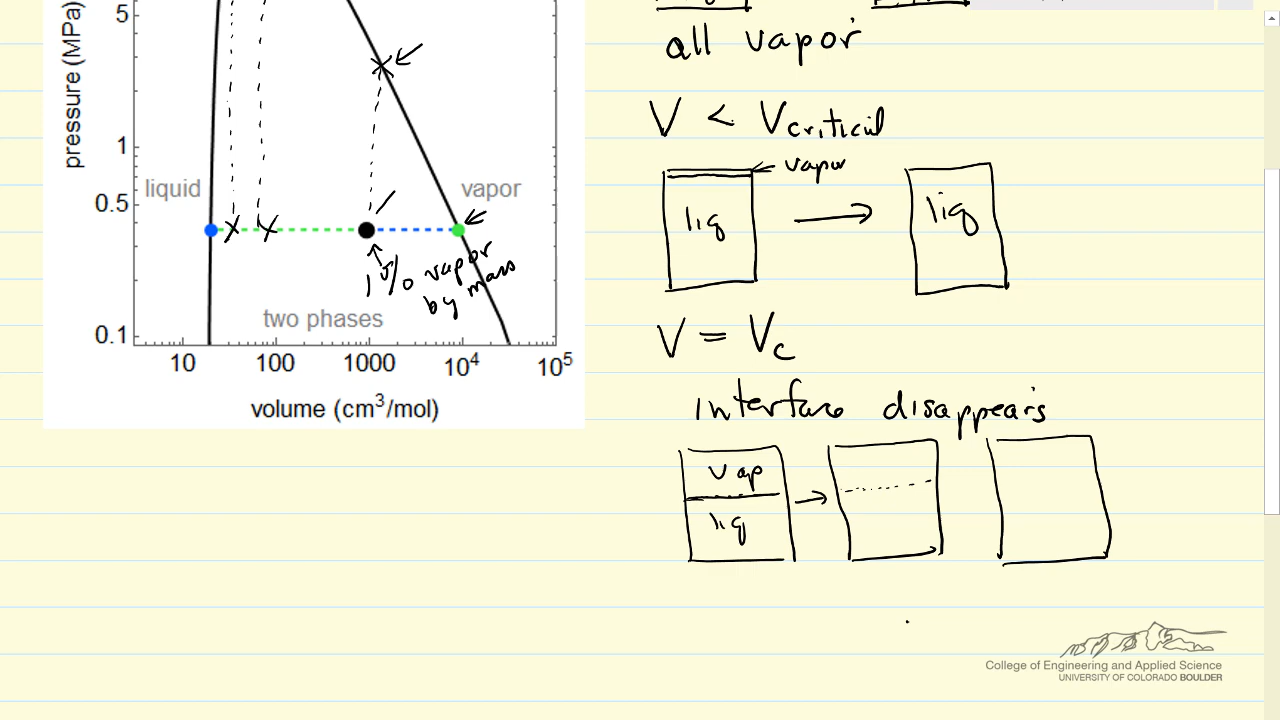 pressure (MPa)
5
1
0.5
0.1
liquid
vapor
1% vapor
by mass
two phases
10 100 1000 10⁴ 10⁵
volume (cm³/mol)
all vapor
V < Vcritical
vapor
liq → liq
V = Vc
interface disappears
vap
liq
College of Engineering and Applied Science
UNIVERSITY OF COLORADO BOULDER